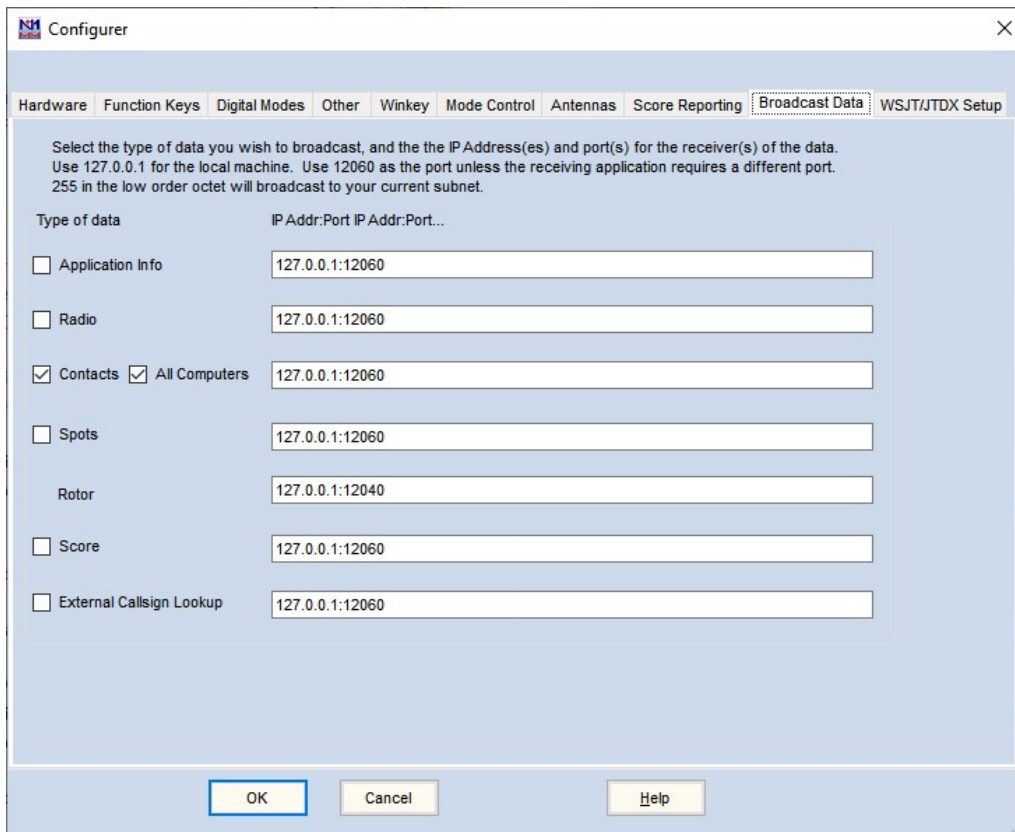 Configurer
Hardware Function Keys Digital Modes Other Winkey Mode Control Antennas Score Reporting Broadcast Data WSJT/JTDX Setup
Select the type of data you wish to broadcast, and the the IP Address(es) and port(s) for the receiver(s) of the data.
Use 127.0.0.1 for the local machine. Use 12060 as the port unless the receiving application requires a different port.
255 in the low order octet will broadcast to your current subnet.
Type of data IP Addr:Port IP Addr:Port...
Application Info 127.0.0.1:12060
Radio 127.0.0.1:12060
Contacts All Computers 127.0.0.1:12060
Spots 127.0.0.1:12060
Rotor 127.0.0.1:12040
Score 127.0.0.1:12060
External Callsign Lookup 127.0.0.1:12060
OK Cancel Help